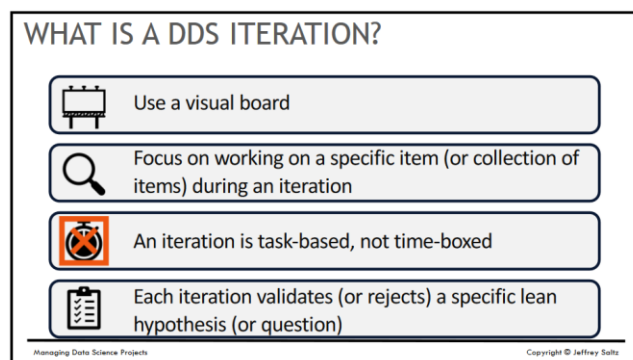 WHAT IS A DDS ITERATION?
Use a visual board
Focus on working on a specific item (or collection of
items) during an iteration
An iteration is task-based, not time-boxed
Each iteration validates (or rejects) a specific lean
hypothesis (or question)
Managing Data Science Projects
Copyright © Jeffrey Saltz